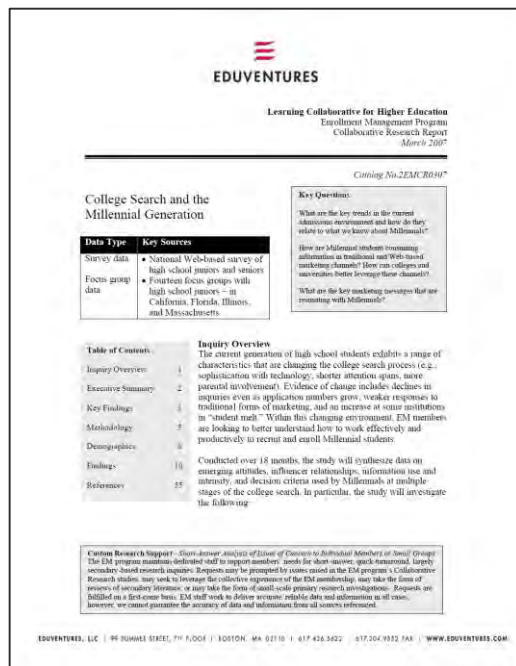 EDUVENTURES
Learning Collaborative for Higher Education
Enrollment Management Program
Collaborative Research Report
March 2007
Catalog No.2EMCR0307
College Search and the
Millennial Generation
Data Type Key Sources
Survey data • National Web-based survey of
high school juniors and seniors
Focus group • Fourteen focus groups with
data high school juniors – in
California, Florida, Illinois,
and Massachusetts
Key Questions
What are the key trends in the current
admissions environment and how do they
relate to what we know about Millennials?
How are Millennial students consuming
information in traditional and Web-based
marketing channels? How can colleges and
universities better leverage these channels?
What are the key marketing messages that are
resonating with Millennials?
Table of Contents
Inquiry Overview 1
Executive Summary 2
Key Findings
Methodology
Demographics
Findings 10
References 55
Inquiry Overview
The current generation of high school students exhibits a range of
characteristics that are changing the college search process (e.g.,
sophistication with technology, shorter attention spans, more
parental involvement). Evidence of change includes declines in
inquiries even as application numbers grow, weaker responses to
traditional forms of marketing, and an increase at some institutions
in "student melt." Within this changing environment, EM members
are looking to better understand how to work effectively and
productively to recruit and enroll Millennial students.
Conducted over 18 months, the study will synthesize data on
emerging attitudes, influencer relationships, information use and
intensity, and decision criteria used by Millennials at multiple
stages of the college search. In particular, the study will investigate
the following:
Custom Research Support – Short-Answer Analysis of Issues of Concern to Individual Members or Small Groups
The EM program maintains dedicated staff to support members' needs for short-answer, quick-turnaround, largely
secondary-based research inquiries. Requests may be prompted by issues raised in the EM program's Collaborative
Research studies, may seek to leverage the collective experience of the EM membership, may take the form of
reviews of secondary literature, or may take the form of small-scale primary research investigations. Requests are
fulfilled on a first-come basis. EM staff work to deliver accurate, reliable data and information in all cases;
however, we cannot guarantee the accuracy of data and information from all sources referenced.
EDUVENTURES, LLC | 99 SUMMER STREET, 7TH FLOOR | BOSTON, MA 02110 | 617.426.5622 | 617.204.9352 FAX | WWW.EDUVENTURES.COM